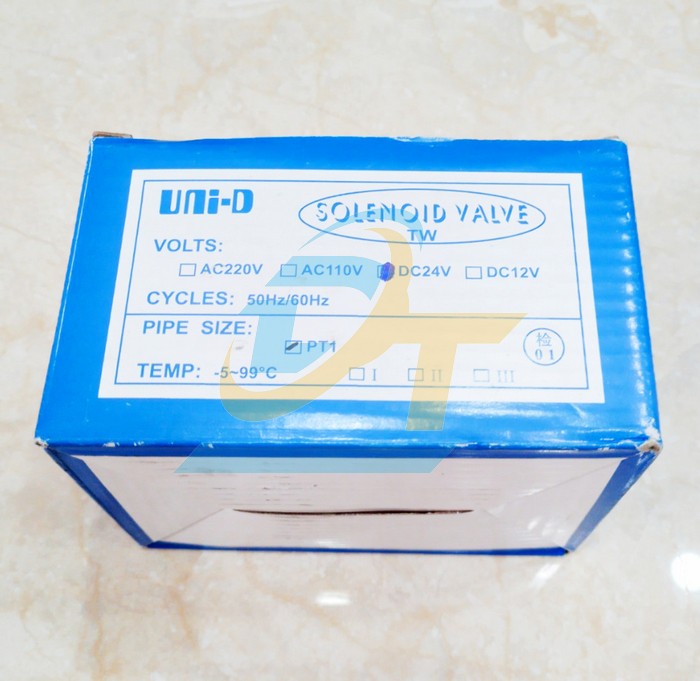 UNi-D
SOLENOID VALVE
TW
VOLTS:
AC220V AC110V DC24V DC12V
CYCLES: 50Hz/60Hz
PIPE SIZE: PT1
TEMP: -5~99°C I II III
检
01
DT